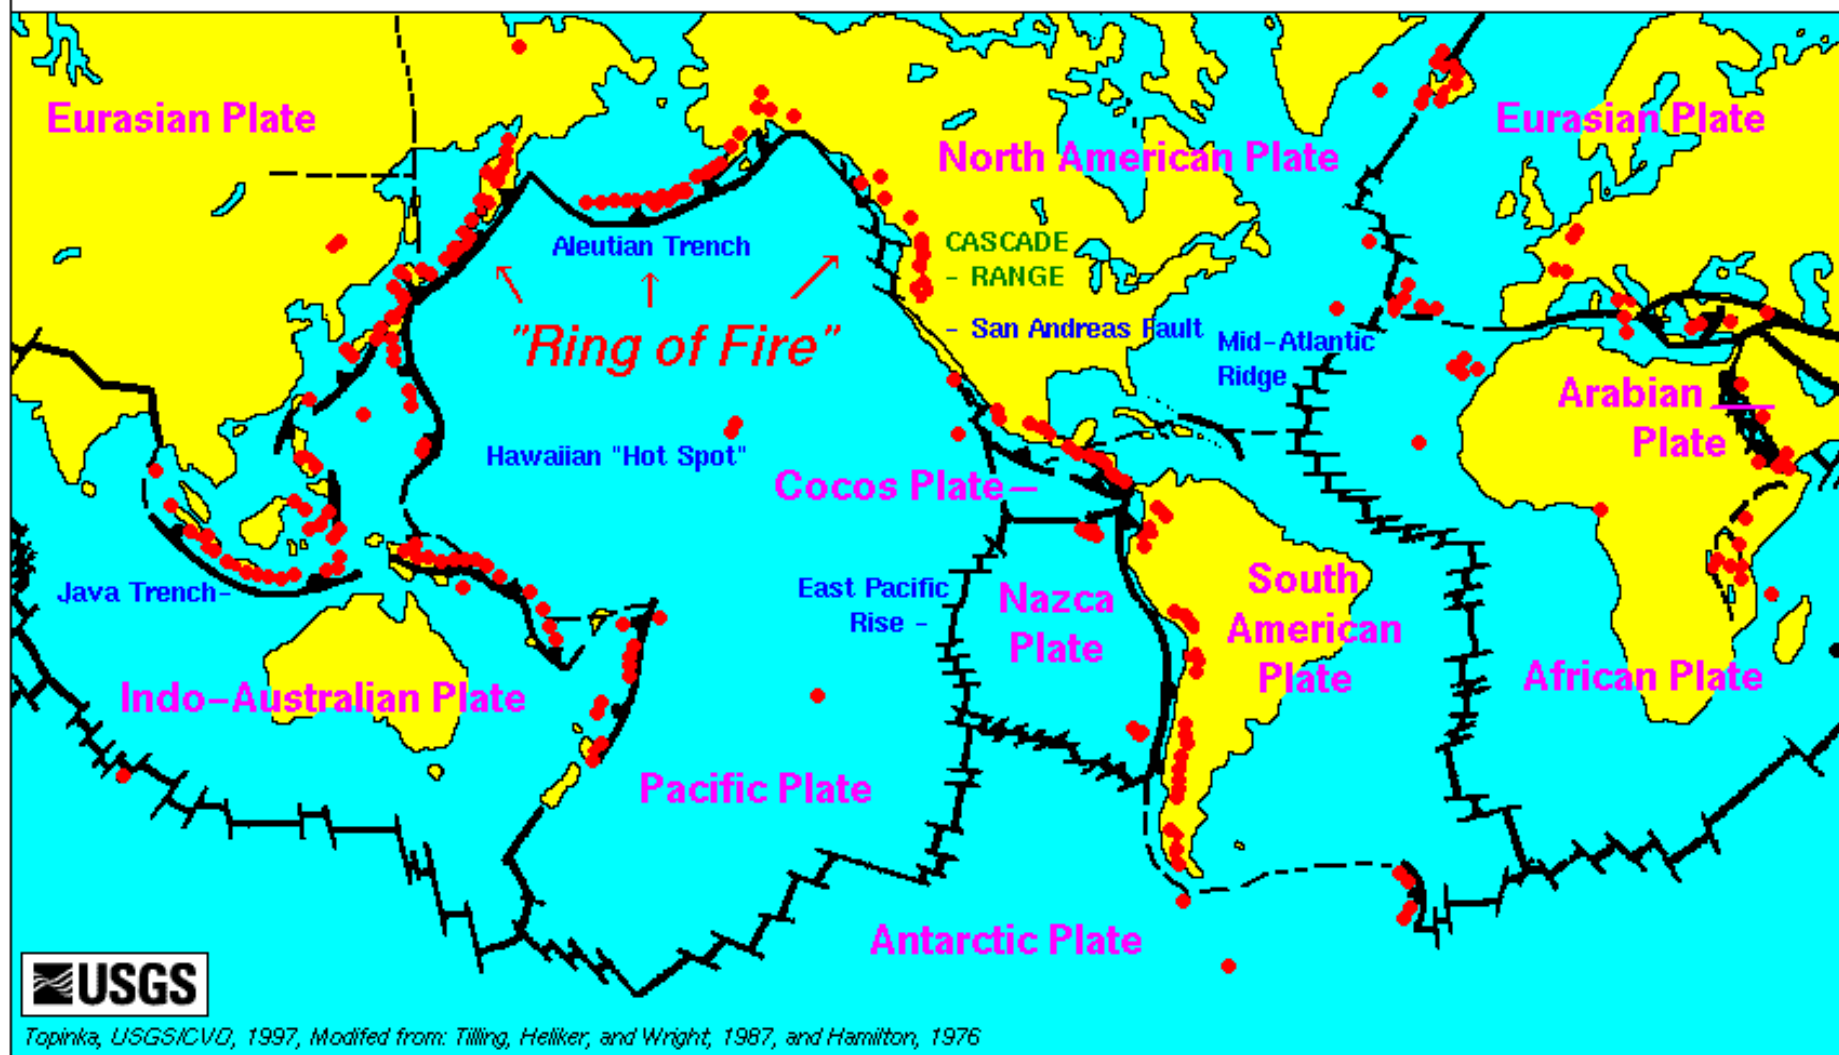 Eurasian Plate
Eurasian Plate
North American Plate
Aleutian Trench
CASCADE
- RANGE
"Ring of Fire"
- San Andreas Fault
Mid-Atlantic
Ridge
Arabian
Plate
Hawaiian "Hot Spot"
Cocos Plate
Java Trench-
East Pacific
Rise -
Nazca
Plate
South
American
Plate
Indo-Australian Plate
African Plate
Pacific Plate
Antarctic Plate
USGS
Topinka, USGS/CVO, 1997, Modifed from: Tilling, Heliker, and Wright, 1987, and Hamilton, 1976